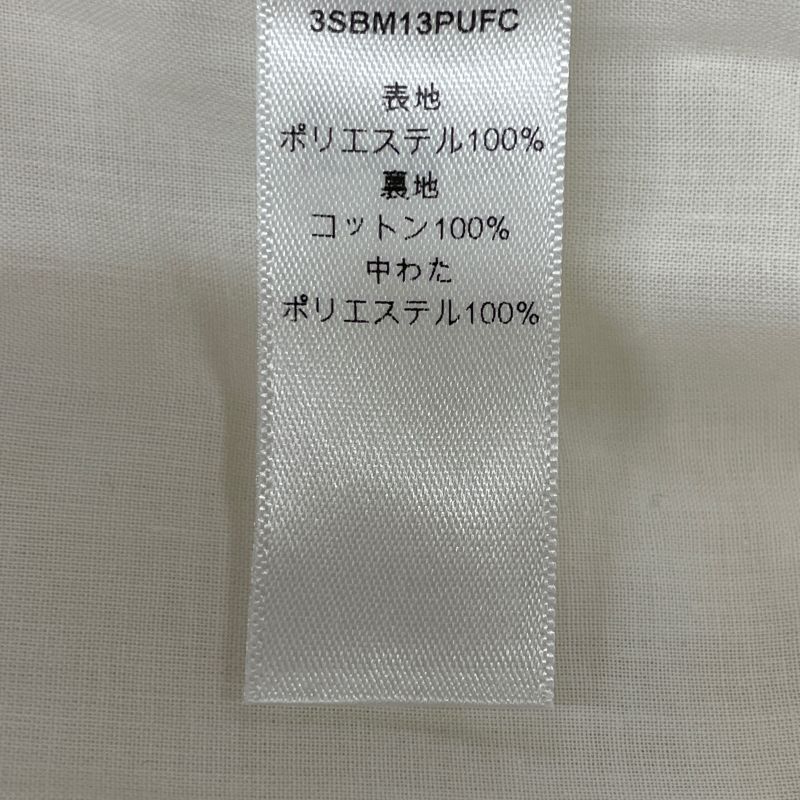 3SBM13PUFC
表地
ポリエステル100%
裏地
コットン100%
中わた
ポリエステル100%